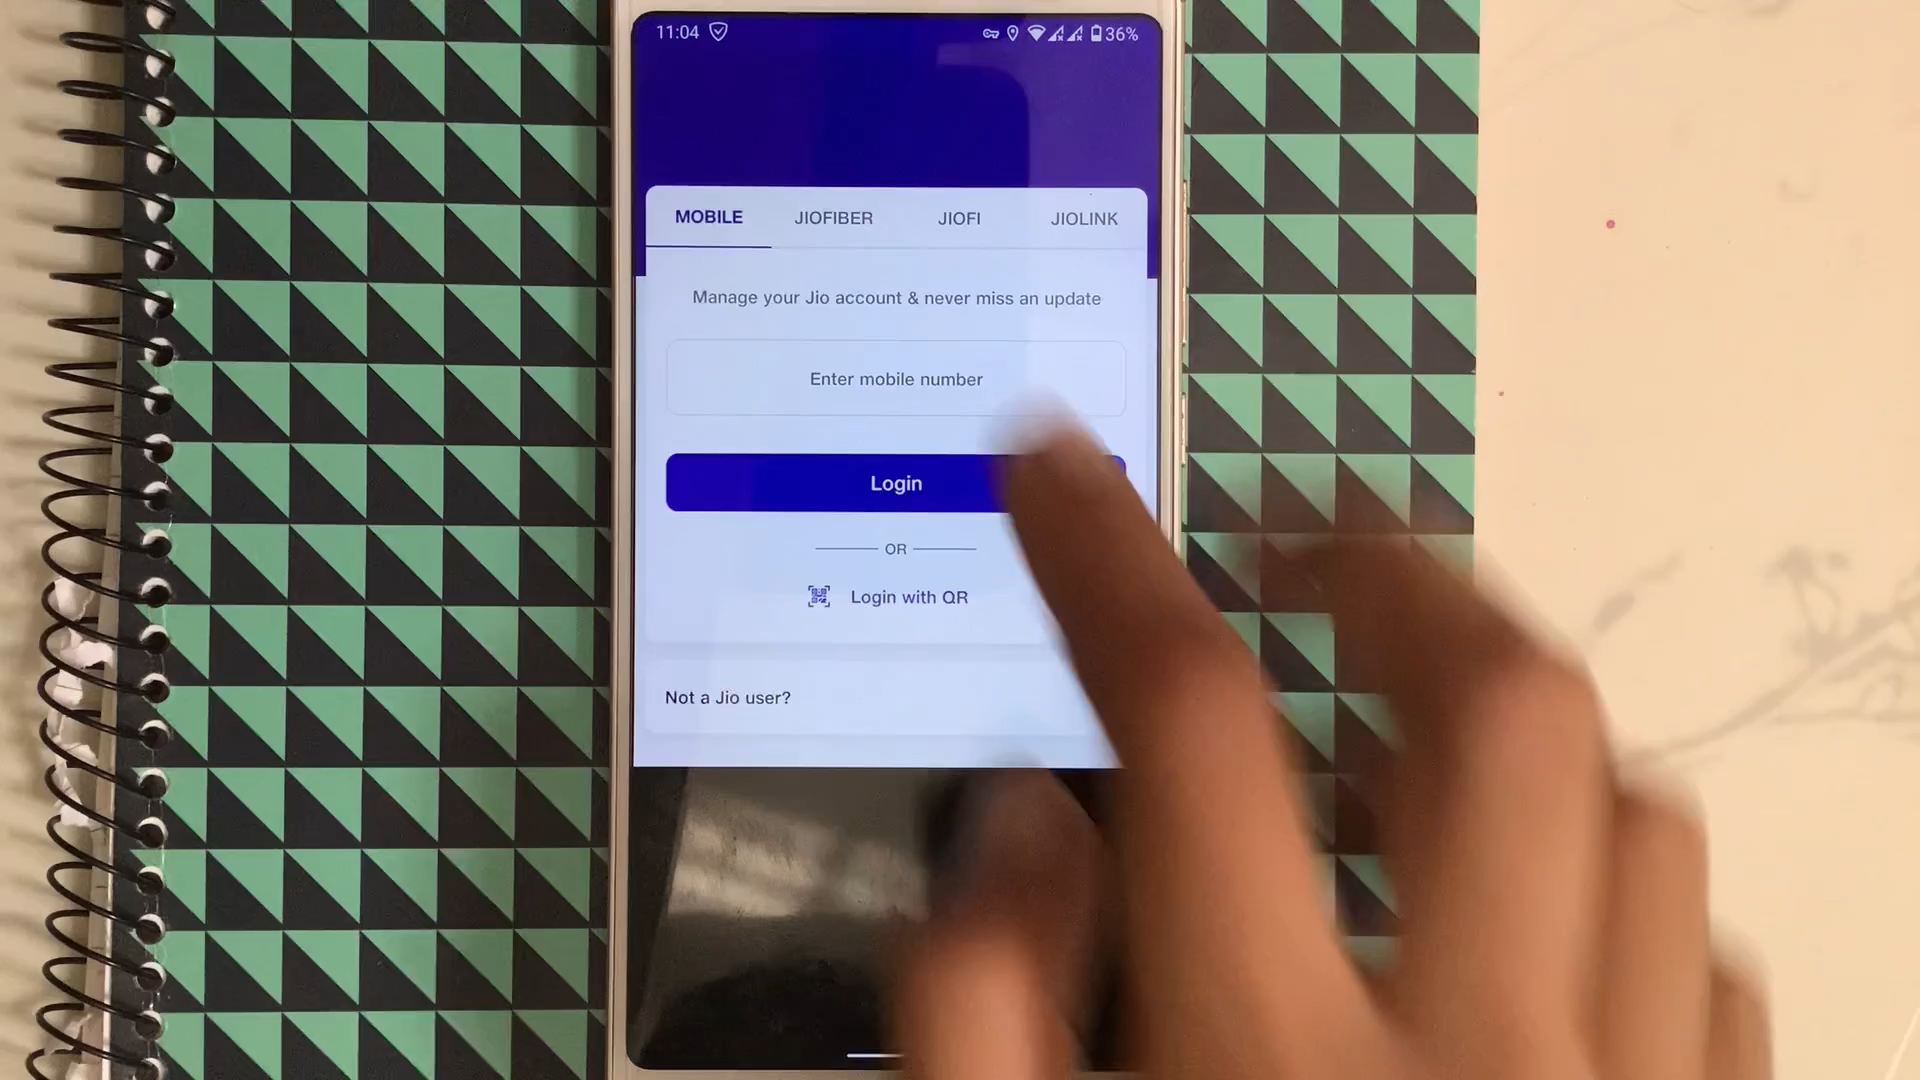 11:04 36%
MOBILE JIOFIBER JIOFI JIOLINK
Manage your Jio account & never miss an update
Enter mobile number
Login
OR
Login with QR
Not a Jio user?